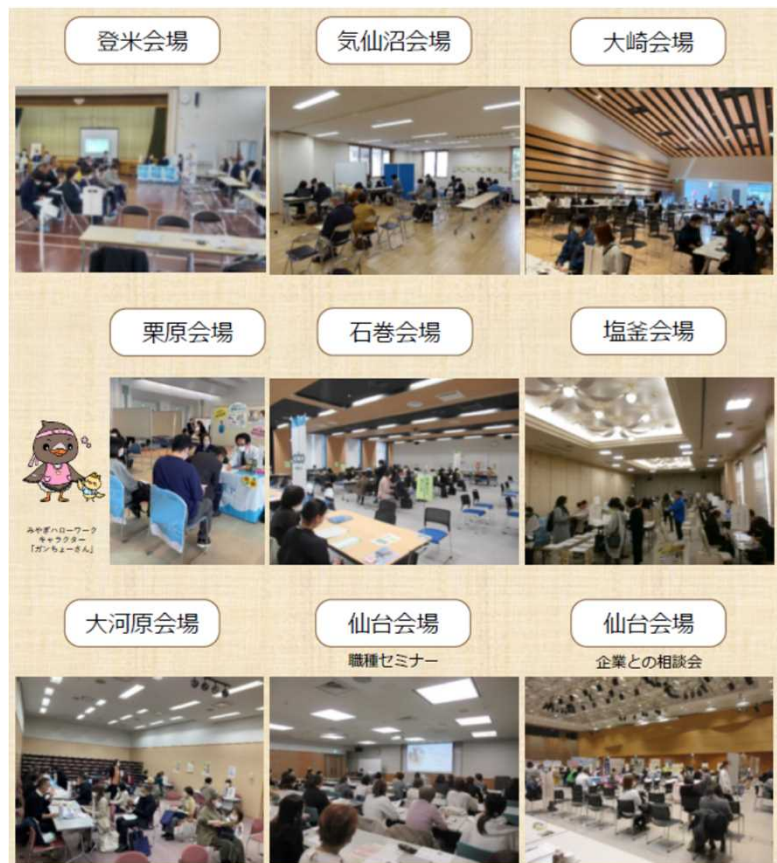 登米会場
気仙沼会場
大崎会場
栗原会場
石巻会場
塩釜会場
みやぎハローワーク
キャラクター
「ガンちょーさん」
大河原会場
仙台会場
職種セミナー
仙台会場
企業との相談会